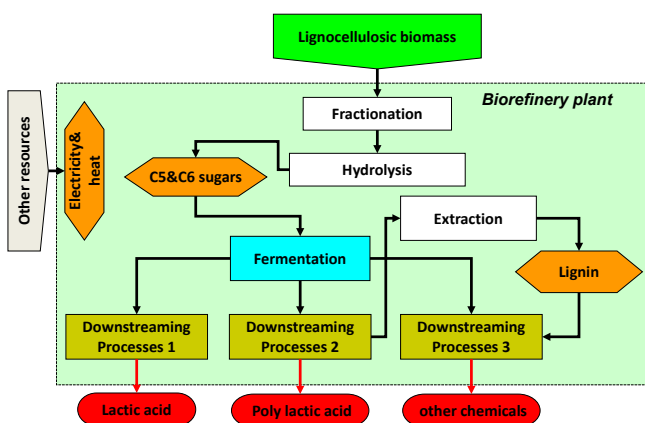 Lignocellulosic biomass
Biorefinery plant
Fractionation
Other resources
Electricity&
heat
Hydrolysis
C5&C6 sugars
Extraction
Fermentation
Lignin
Downstreaming
Processes 1
Downstreaming
Processes 2
Downstreaming
Processes 3
Lactic acid
Poly lactic acid
other chemicals